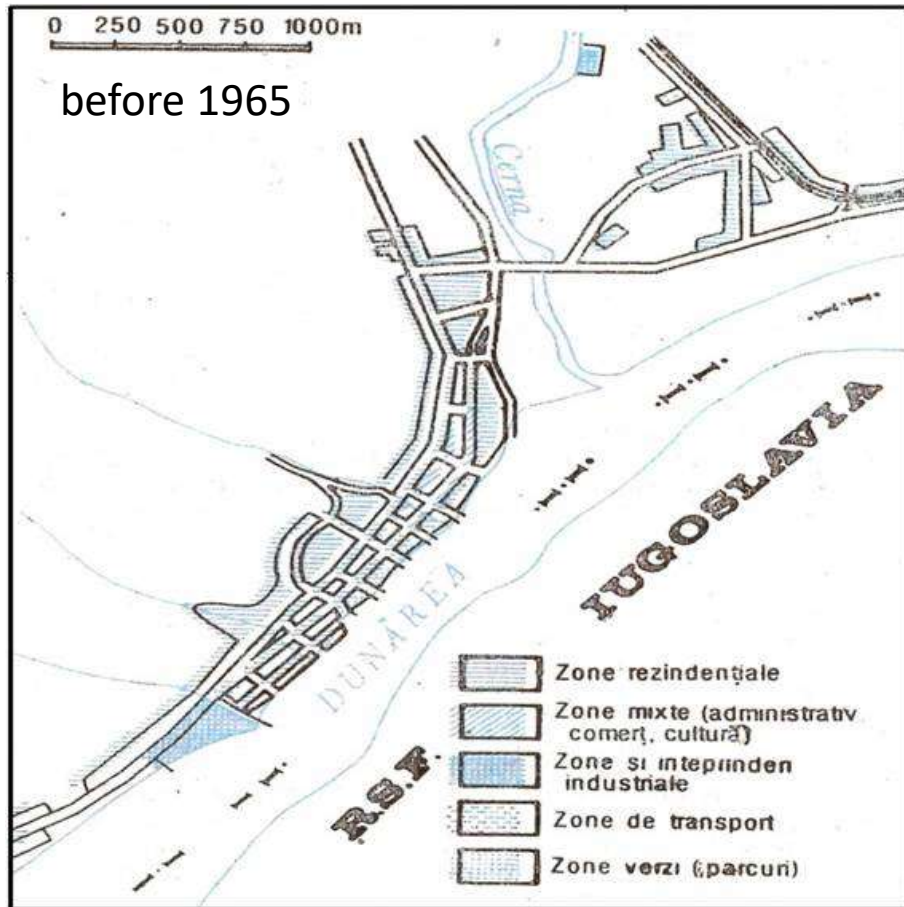 0 250 500 750 1000m
before 1965
Cerna
IUGOSLAVIA
DUNĂREA
R.S.F.
Zone rezindențiale
Zone mixte (administrativ
comerț, cultură)
Zone si inteprinden
industriale
Zone de transport
Zone verzi (parcuri)